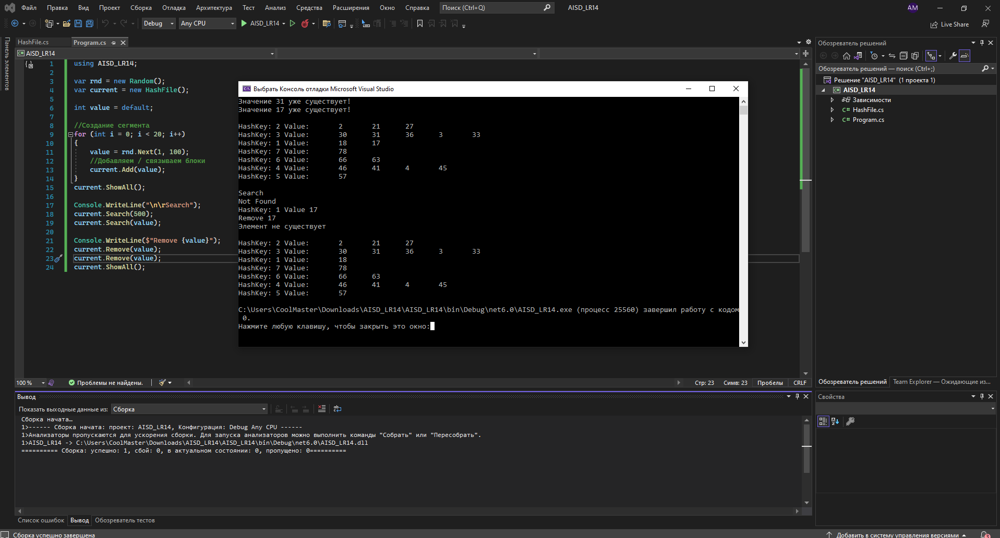 Файл Правка Вид Проект Сборка Отладка Архитектура Тест Анализ Средства Расширения Окно Справка Поиск (Ctrl+Q) AISD_LR14 AM
Debug Any CPU AISD_LR14 Live Share
Панель элементов
HashFile.cs Program.cs
C# AISD_LR14
1 using AISD_LR14;
2
3 var rnd = new Random();
4 var current = new HashFile();
5
6 int value = default;
7
8 //Создание сегмента
9 for (int i = 0; i < 20; i++)
10 {
11 value = rnd.Next(1, 100);
12 //Добавляем / связываем блоки
13 current.Add(value);
14 }
15 current.ShowAll();
16
17 Console.WriteLine("\n\rSearch");
18 current.Search(500);
19 current.Search(value);
20
21 Console.WriteLine($"Remove {value}");
22 current.Remove(value);
23 current.Remove(value);
24 current.ShowAll();
Выбрать Консоль отладки Microsoft Visual Studio
Значение 31 уже существует!
Значение 17 уже существует!
HashKey: 2 Value: 2 21 27
HashKey: 3 Value: 30 31 36 3 33
HashKey: 1 Value: 18 17
HashKey: 7 Value: 78
HashKey: 6 Value: 66 63
HashKey: 4 Value: 46 41 4 45
HashKey: 5 Value: 57
Search
Not Found
HashKey: 1 Value 17
Remove 17
Элемент не существует
HashKey: 2 Value: 2 21 27
HashKey: 3 Value: 30 31 36 3 33
HashKey: 1 Value: 18
HashKey: 7 Value: 78
HashKey: 6 Value: 66 63
HashKey: 4 Value: 46 41 4 45
HashKey: 5 Value: 57
C:\Users\CoolMaster\Downloads\AISD_LR14\AISD_LR14\bin\Debug\net6.0\AISD_LR14.exe (процесс 25560) завершил работу с кодом
0.
Нажмите любую клавишу, чтобы закрыть это окно:
100 % Проблемы не найдены. Стр: 23 Симв: 23 Пробелы CRLF
Вывод
Показать выходные данные из: Сборка
Сборка начата…
1>------ Сборка начата: проект: AISD_LR14, Конфигурация: Debug Any CPU ------
1>Анализаторы пропускаются для ускорения сборки. Для запуска анализаторов можно выполнить команды "Собрать" или "Пересобрать".
1>AISD_LR14 -> C:\Users\CoolMaster\Downloads\AISD_LR14\AISD_LR14\bin\Debug\net6.0\AISD_LR14.dll
========== Сборка: успешно: 1, сбой: 0, в актуальном состоянии: 0, пропущено: 0==========
Список ошибок Вывод Обозреватель тестов
Обозреватель решений
Обозреватель решений — поиск (Ctrl+;)
Решение "AISD_LR14" (1 проекта 1)
C# AISD_LR14
Зависимости
C# HashFile.cs
C# Program.cs
Обозреватель решений Team Explorer — Ожидающие из...
Свойства
Сборка успешно завершена Добавить в систему управления версиями 3